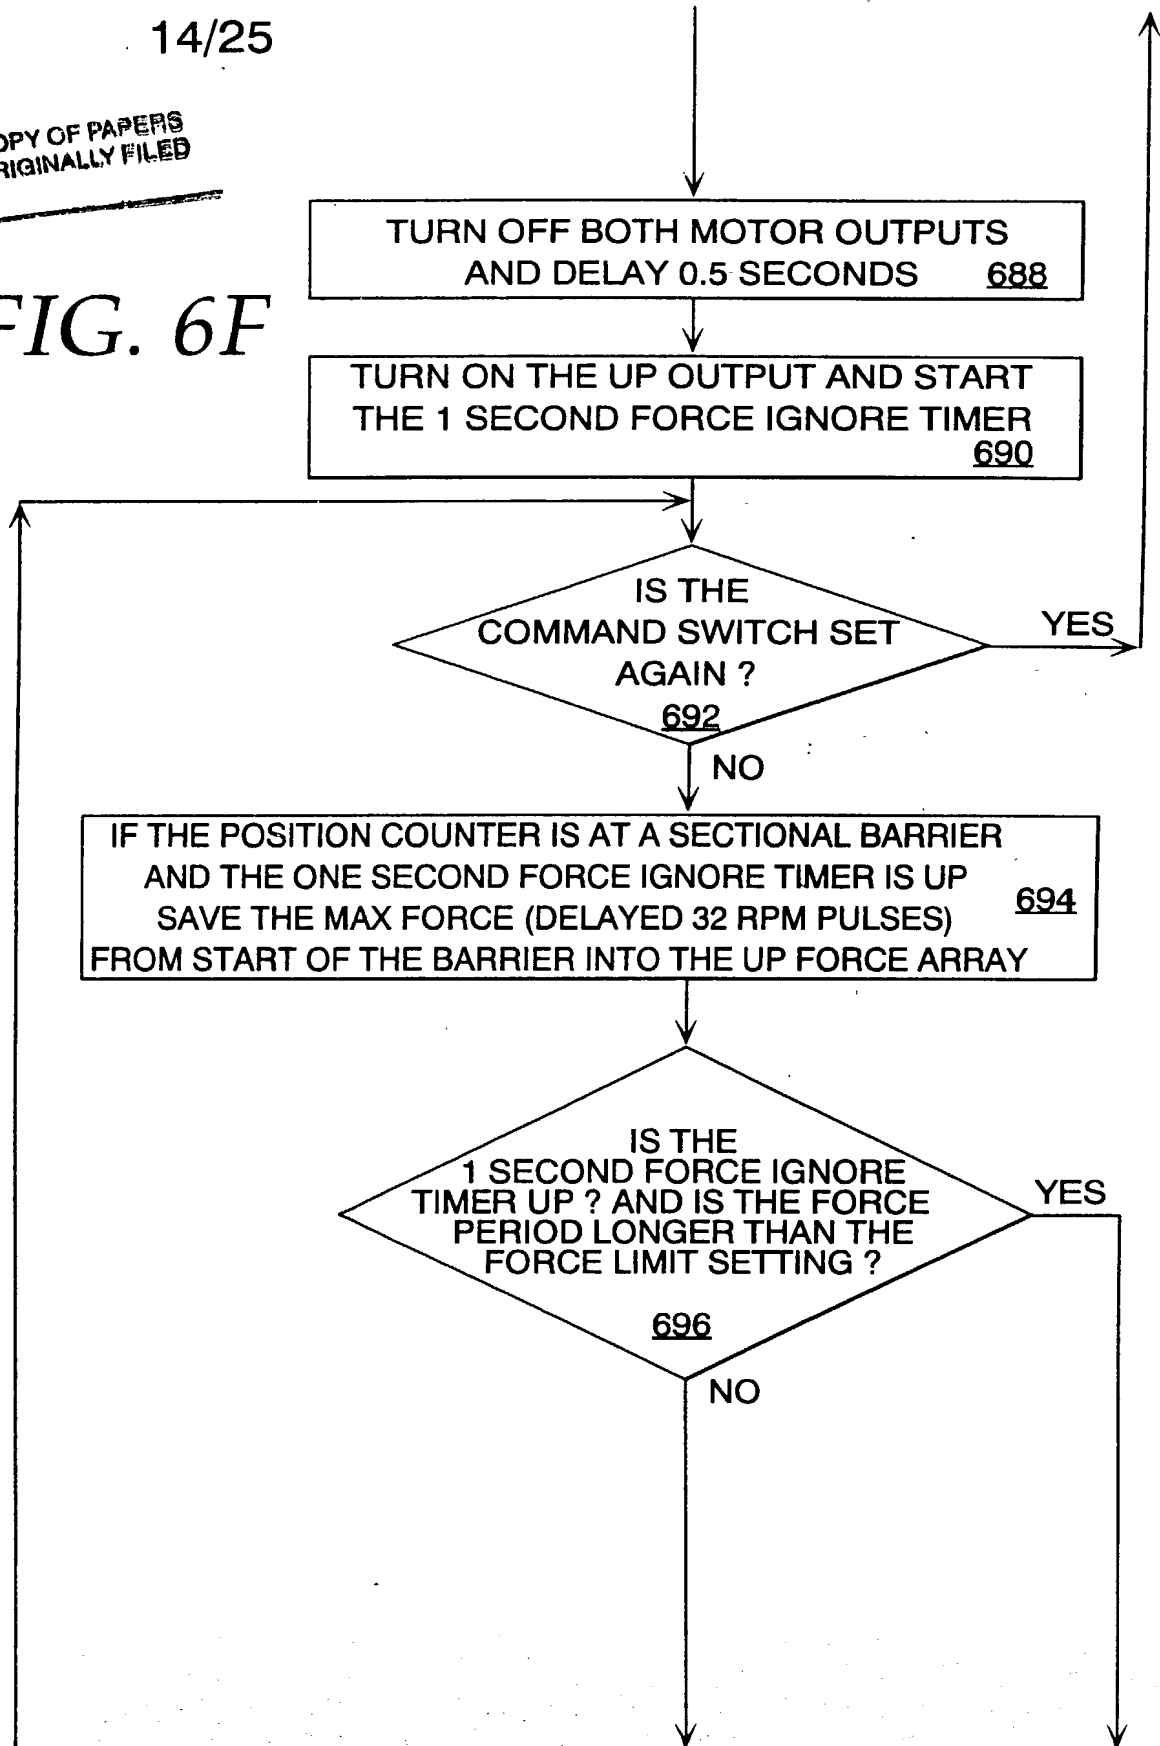 14/25
OPY OF PAPERS
RIGINALLY FILED
FIG. 6F
TURN OFF BOTH MOTOR OUTPUTS
AND DELAY 0.5 SECONDS 688
TURN ON THE UP OUTPUT AND START
THE 1 SECOND FORCE IGNORE TIMER
690
IS THE
COMMAND SWITCH SET
AGAIN ?
692
YES
NO
IF THE POSITION COUNTER IS AT A SECTIONAL BARRIER
AND THE ONE SECOND FORCE IGNORE TIMER IS UP
SAVE THE MAX FORCE (DELAYED 32 RPM PULSES)
FROM START OF THE BARRIER INTO THE UP FORCE ARRAY
694
IS THE
1 SECOND FORCE IGNORE
TIMER UP ? AND IS THE FORCE
PERIOD LONGER THAN THE
FORCE LIMIT SETTING ?
696
YES
NO